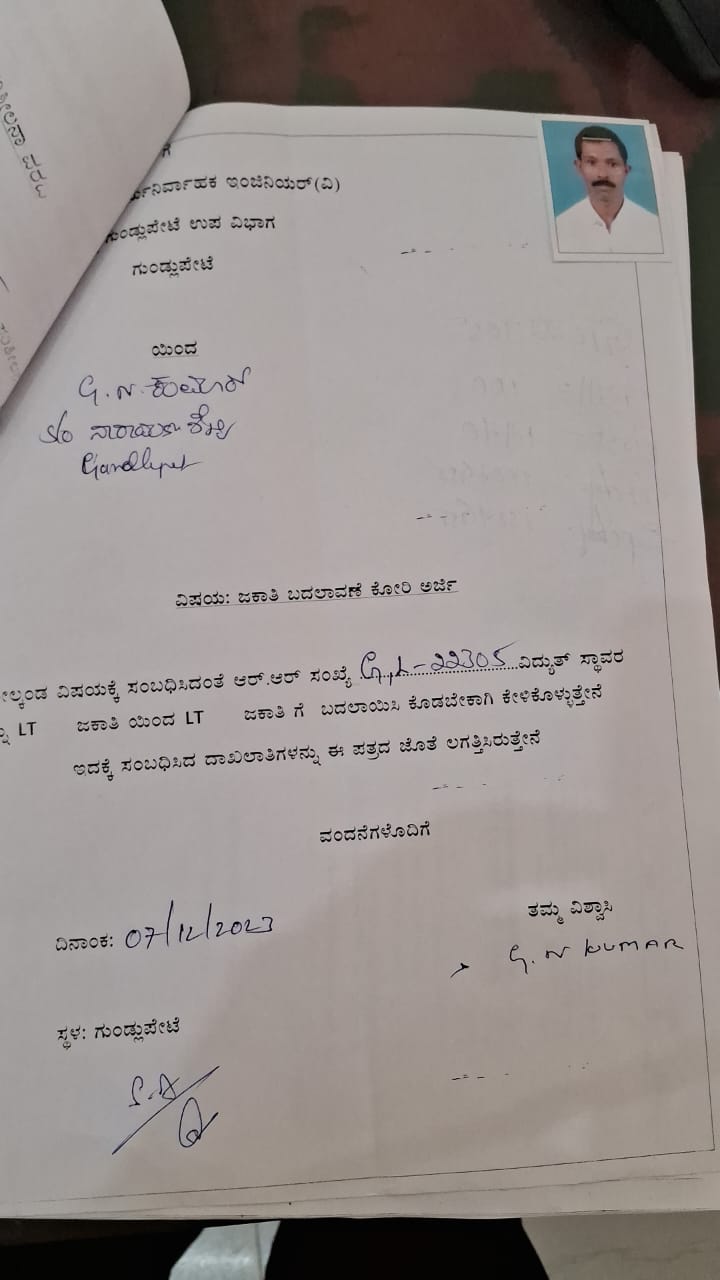 ಗೆ
ನಿರ್ವಾಹಕ ಇಂಜಿನಿಯರ್(ವಿ)
ಗುಂಡ್ಲುಪೇಟೆ ಉಪ ವಿಭಾಗ
ಗುಂಡ್ಲುಪೇಟೆ
ಯಿಂದ
G.N.ಕುಮಾರ್
S/o ನಾರಾಯಣ ಶೆಟ್ಟಿ
Gundlupet
ವಿಷಯ: ಜಕಾತಿ ಬದಲಾವಣೆ ಕೋರಿ ಅರ್ಜಿ
ಲ್ಕಂಡ ವಿಷಯಕ್ಕೆ ಸಂಬಧಿಸಿದಂತೆ ಆರ್.ಆರ್ ಸಂಖ್ಯೆ G,L-22305 ವಿದ್ಯುತ್ ಸ್ಥಾವರ
LT ಜಕಾತಿ ಯಿಂದ LT ಜಕಾತಿ ಗೆ ಬದಲಾಯಿಸಿ ಕೊಡಬೇಕಾಗಿ ಕೇಳಿಕೊಳ್ಳುತ್ತೇನೆ
ಇದಕ್ಕೆ ಸಂಬಧಿಸಿದ ದಾಖಲಾತಿಗಳನ್ನು ಈ ಪತ್ರದ ಜೊತೆ ಲಗತ್ತಿಸಿರುತ್ತೇನೆ
ವಂದನೆಗಳೊದಿಗೆ
ತಮ್ಮ ವಿಶ್ವಾಸಿ
ದಿನಾಂಕ: 07/12/2023
G. N KUMAR
ಸ್ಥಳ: ಗುಂಡ್ಲುಪೇಟೆ